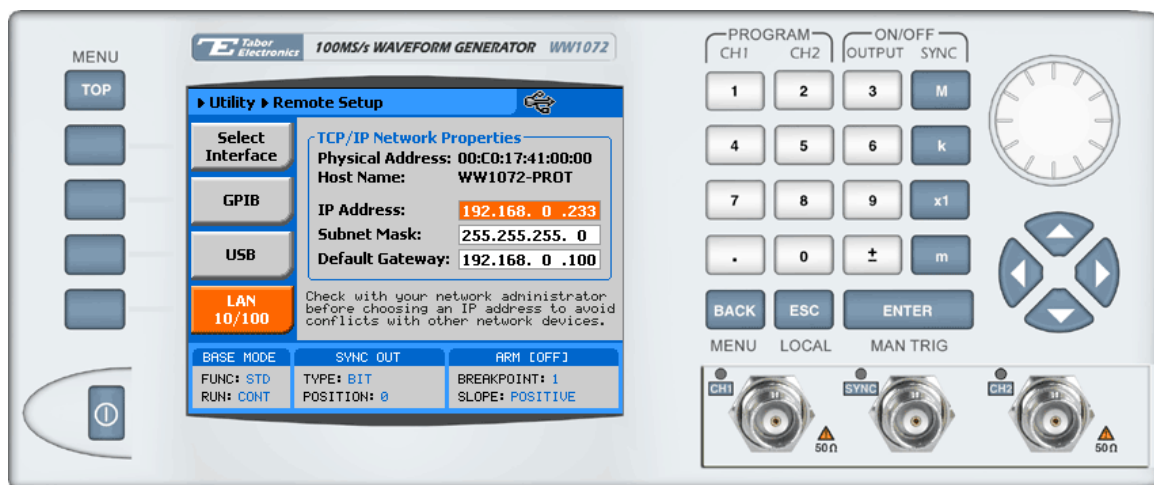 MENU
TOP
Tabor Electronics 100MS/s WAVEFORM GENERATOR WW1072
Utility Remote Setup
Select
Interface
GPIB
USB
LAN
10/100
TCP/IP Network Properties
Physical Address: 00:C0:17:41:00:00
Host Name: WW1072-PROT
IP Address: 192.168. 0 .233
Subnet Mask: 255.255.255. 0
Default Gateway: 192.168. 0 .100
Check with your network administrator
before choosing an IP address to avoid
conflicts with other network devices.
BASE MODE SYNC OUT ARM [OFF]
FUNC: STD TYPE: BIT BREAKPOINT: 1
RUN: CONT POSITION: 0 SLOPE: POSITIVE
PROGRAM ON/OFF
CH1 CH2 OUTPUT SYNC
1 2 3 M
4 5 6 k
7 8 9 x1
. 0 ± m
BACK ESC ENTER
MENU LOCAL MAN TRIG
CH1 SYNC CH2
50Ω 50Ω